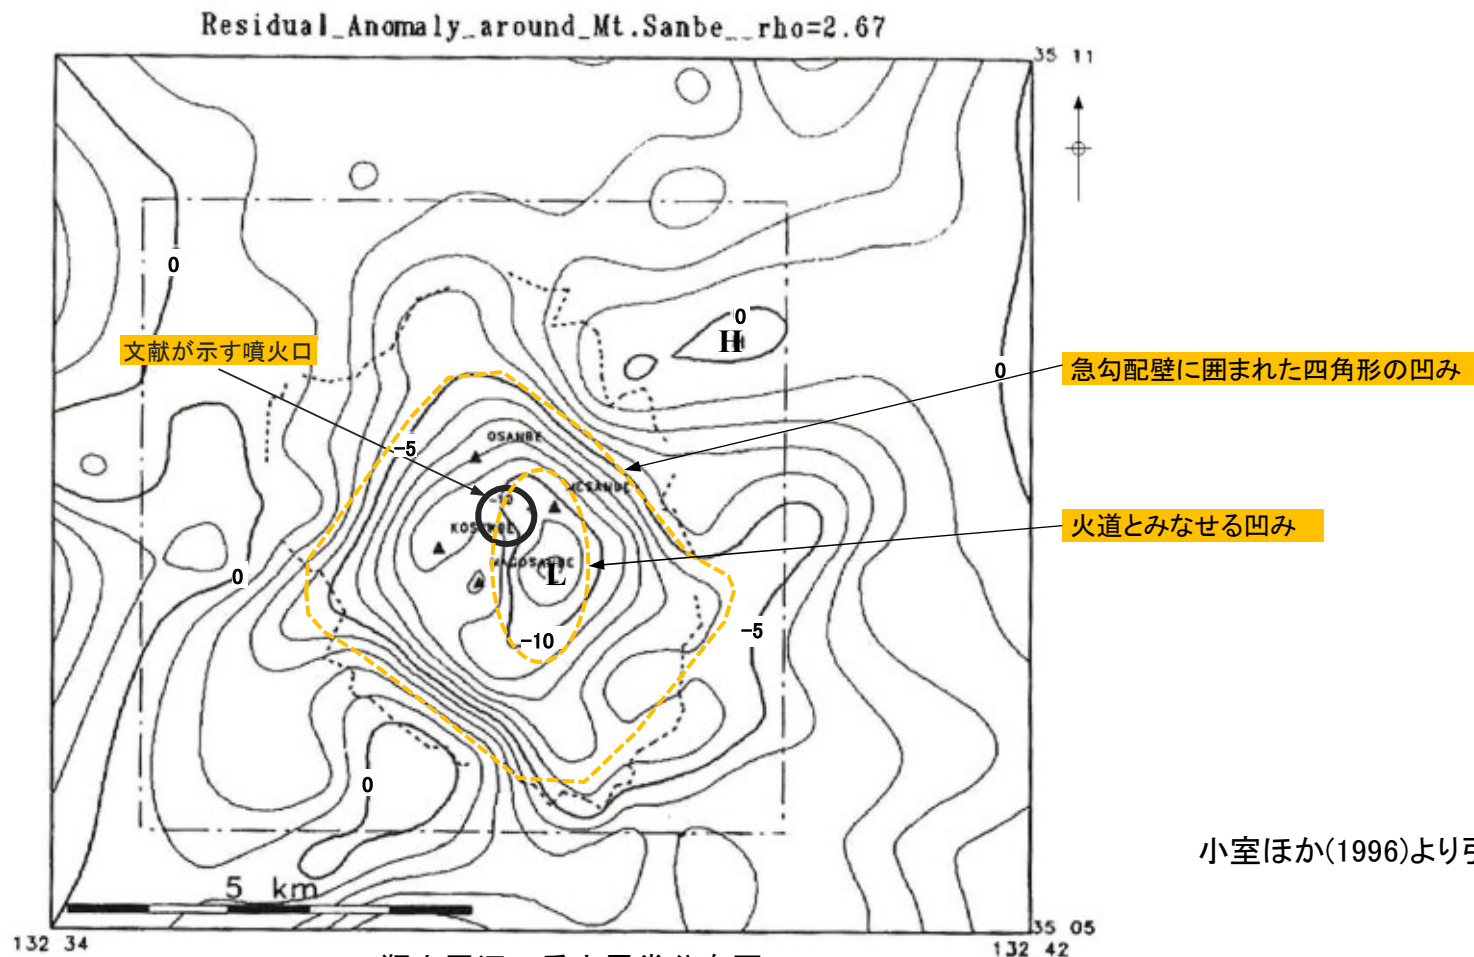 Residual_Anomaly_around_Mt.Sanbe__rho=2.67
35 11
0
0
H
文献が示す噴火口
0
急勾配壁に囲まれた四角形の凹み
-5
OSANBE
-10
火道とみなせる凹み
0
L
-10
-5
0
小室ほか(1996)より
5 km
35 05
132 34
132 42